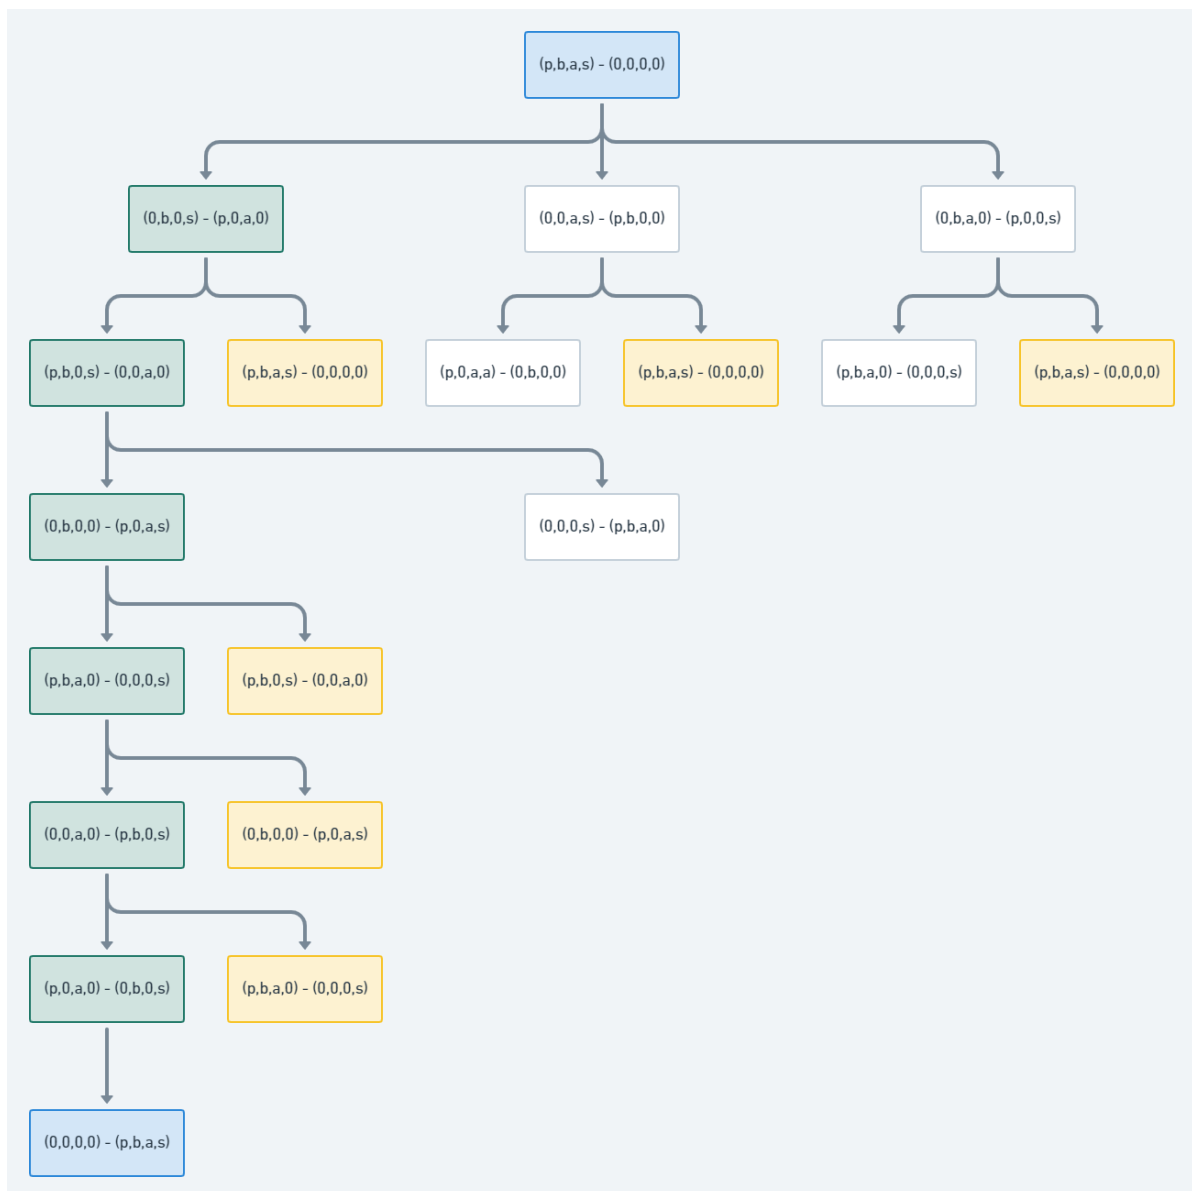 (p,b,a,s) - (0,0,0,0)
(0,b,0,s) - (p,0,a,0)
(0,0,a,s) - (p,b,0,0)
(0,b,a,0) - (p,0,0,s)
(p,b,0,s) - (0,0,a,0)
(p,b,a,s) - (0,0,0,0)
(p,0,a,a) - (0,b,0,0)
(p,b,a,s) - (0,0,0,0)
(p,b,a,0) - (0,0,0,s)
(p,b,a,s) - (0,0,0,0)
(0,b,0,0) - (p,0,a,s)
(0,0,0,s) - (p,b,a,0)
(p,b,a,0) - (0,0,0,s)
(p,b,0,s) - (0,0,a,0)
(0,0,a,0) - (p,b,0,s)
(0,b,0,0) - (p,0,a,s)
(p,0,a,0) - (0,b,0,s)
(p,b,a,0) - (0,0,0,s)
(0,0,0,0) - (p,b,a,s)